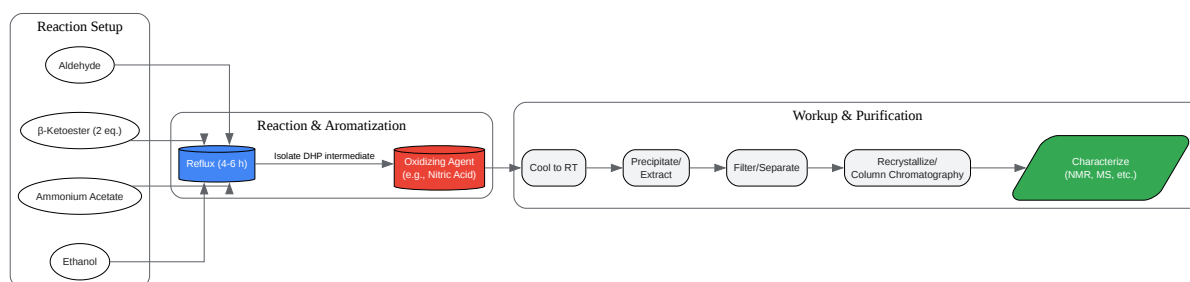 Reaction Setup
Aldehyde
β-Ketoester (2 eq.)
Ammonium Acetate
Ethanol
Reaction & Aromatization
Reflux (4-6 h)
Isolate DHP intermediate
Oxidizing Agent
(e.g., Nitric Acid)
Workup & Purification
Cool to RT
Precipitate/
Extract
Filter/Separate
Recrystallize/
Column Chromatography
Characterize
(NMR, MS, etc.)